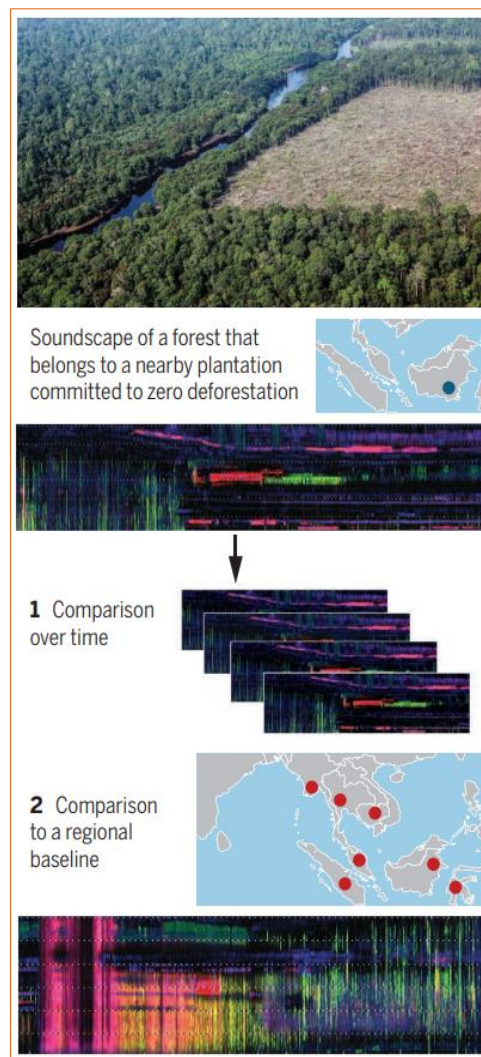 Soundscape of a forest that
belongs to a nearby plantation
committed to zero deforestation
1 Comparison
over time
2 Comparison
to a regional
baseline